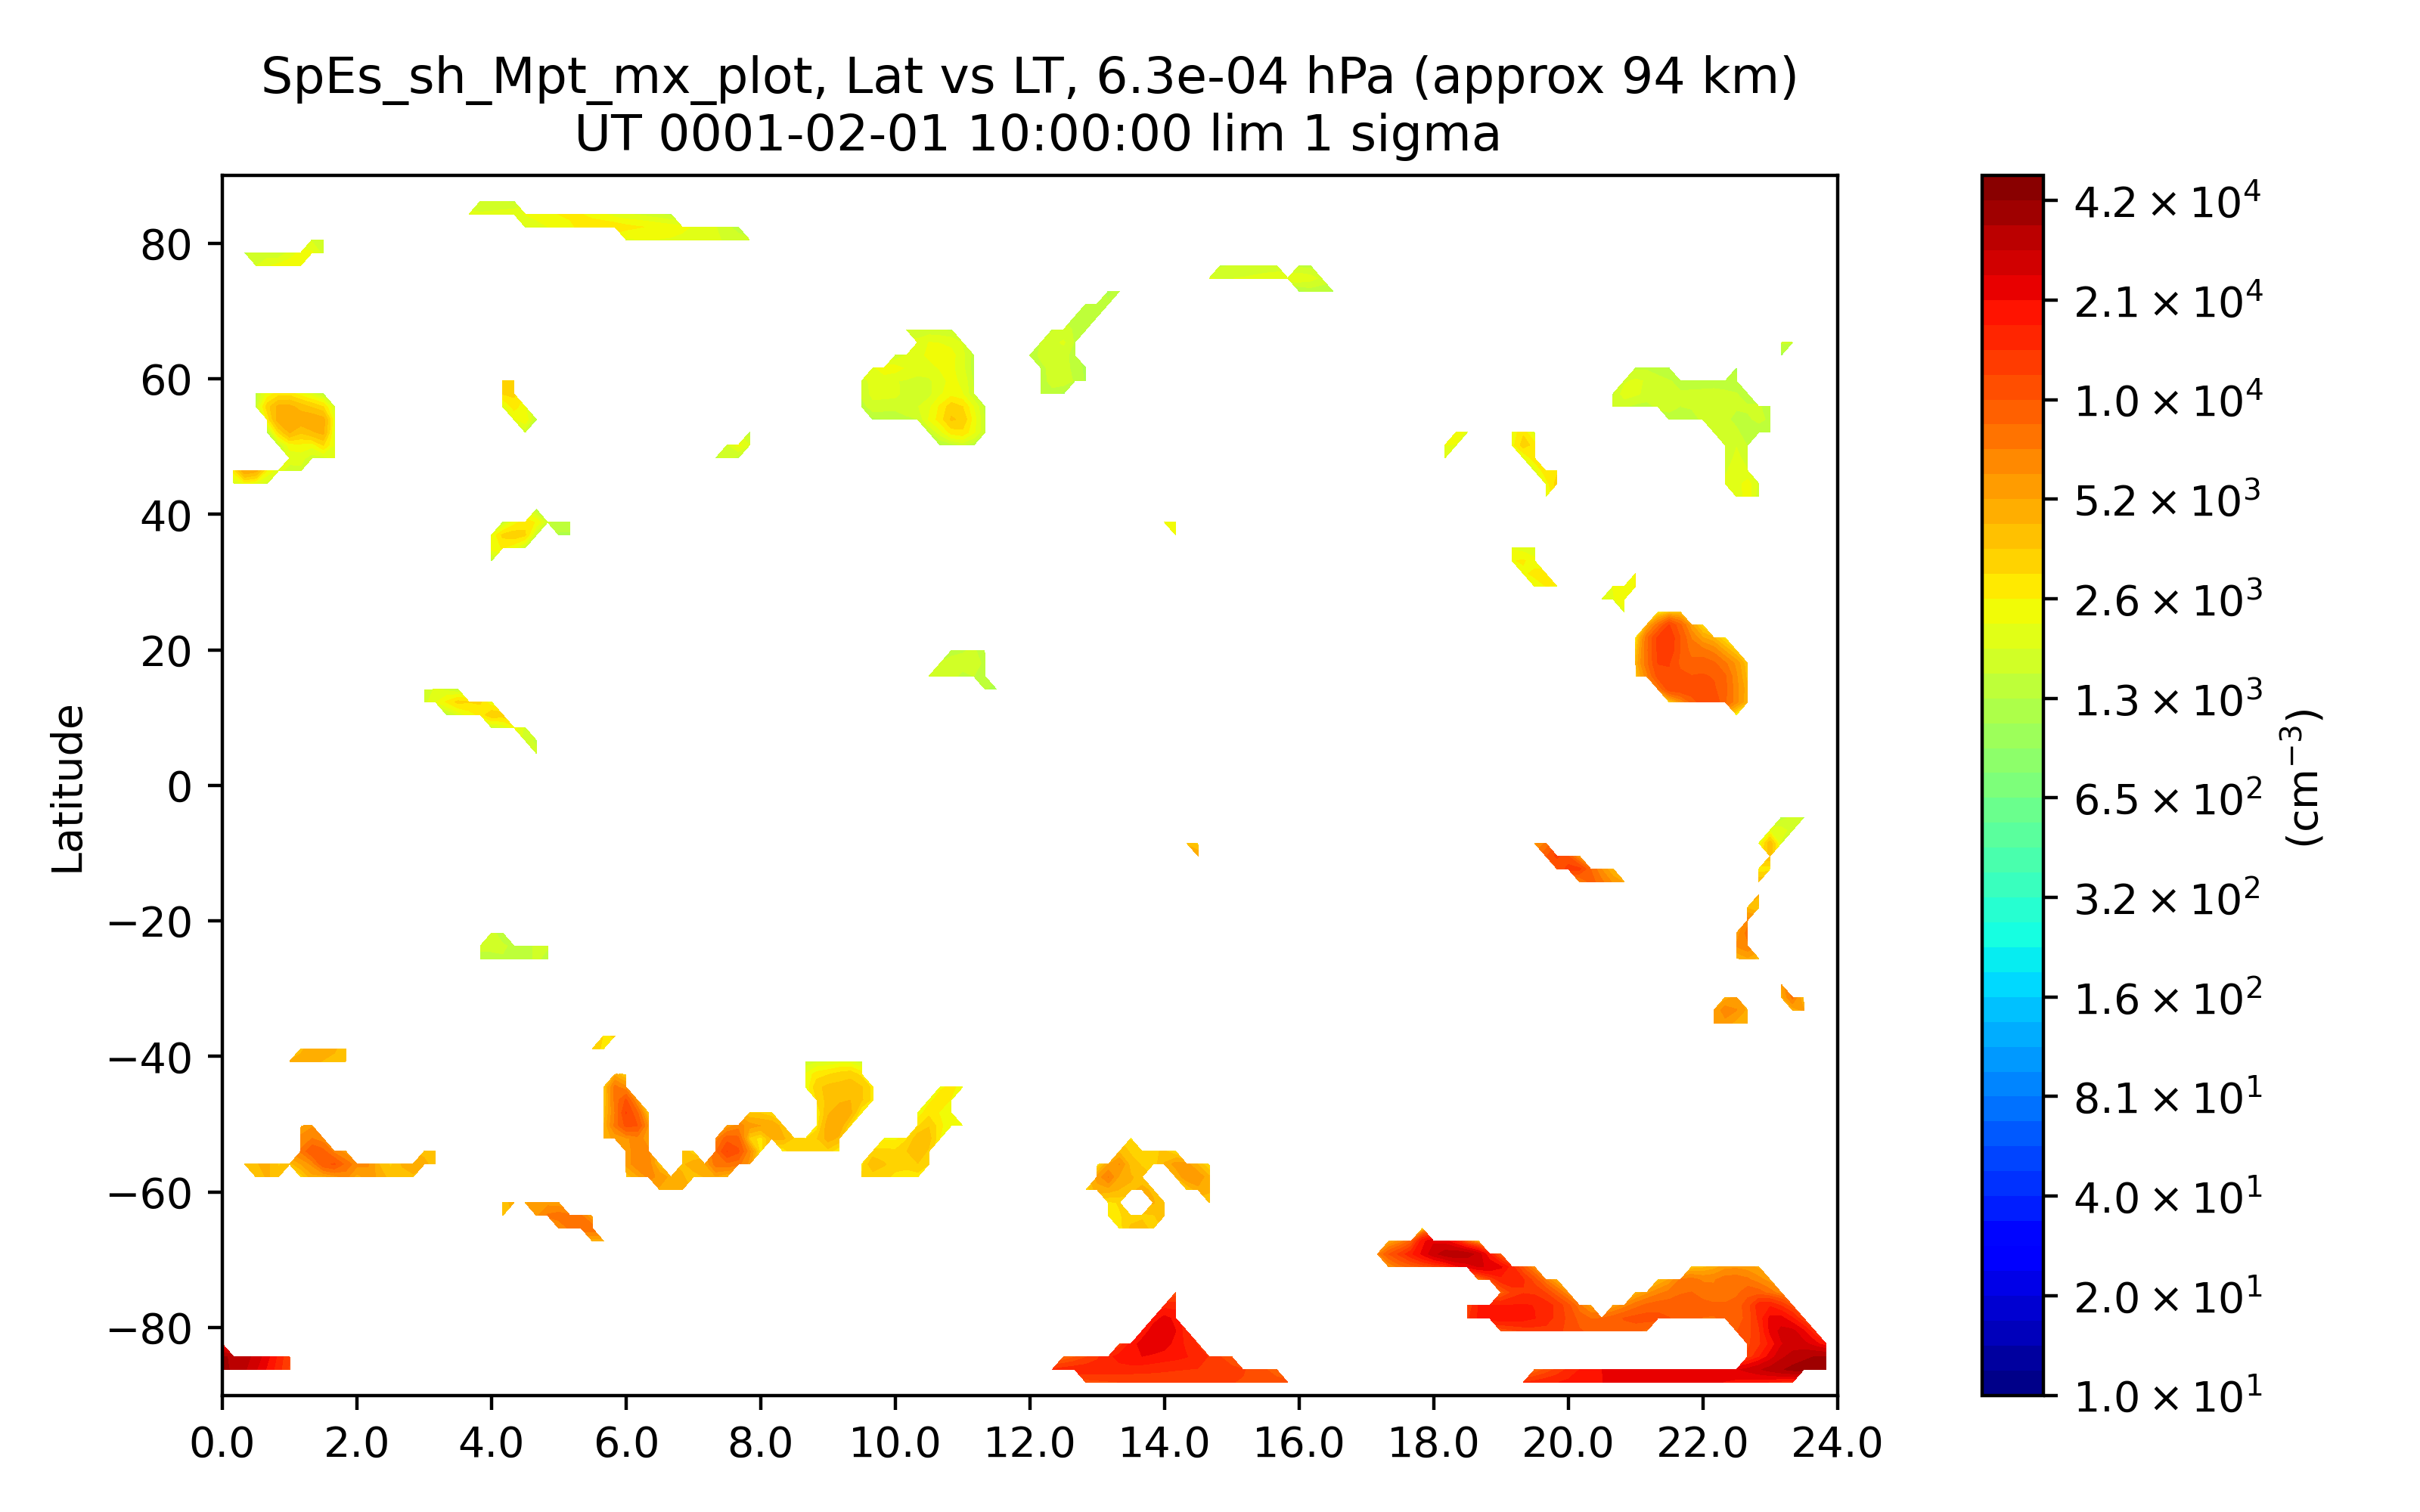 SpEs_sh_Mpt_mx_plot, Lat vs LT, 6.3e-04 hPa (approx 94 km)
UT 0001-02-01 10:00:00 lim 1 sigma
Latitude
80
60
40
20
0
−20
−40
−60
−80
0.0 2.0 4.0 6.0 8.0 10.0 12.0 14.0 16.0 18.0 20.0 22.0 24.0
4.2 × 10⁴
2.1 × 10⁴
1.0 × 10⁴
5.2 × 10³
2.6 × 10³
1.3 × 10³
6.5 × 10²
3.2 × 10²
1.6 × 10²
8.1 × 10¹
4.0 × 10¹
2.0 × 10¹
1.0 × 10¹
(cm⁻³)